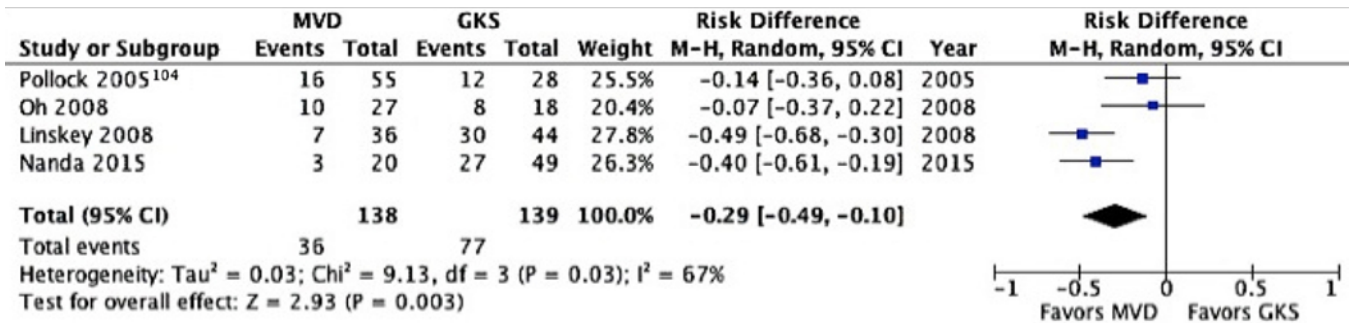 MVD GKS Risk Difference Risk Difference
Study or Subgroup Events Total Events Total Weight M-H, Random, 95% CI Year M-H, Random, 95% CI
Pollock 2005¹⁰⁴ 16 55 12 28 25.5% -0.14 [-0.36, 0.08] 2005
Oh 2008 10 27 8 18 20.4% -0.07 [-0.37, 0.22] 2008
Linskey 2008 7 36 30 44 27.8% -0.49 [-0.68, -0.30] 2008
Nanda 2015 3 20 27 49 26.3% -0.40 [-0.61, -0.19] 2015
Total (95% CI) 138 139 100.0% -0.29 [-0.49, -0.10]
Total events 36 77
Heterogeneity: Tau² = 0.03; Chi² = 9.13, df = 3 (P = 0.03); I² = 67%
Test for overall effect: Z = 2.93 (P = 0.003)
-1 -0.5 0 0.5 1
Favors MVD Favors GKS